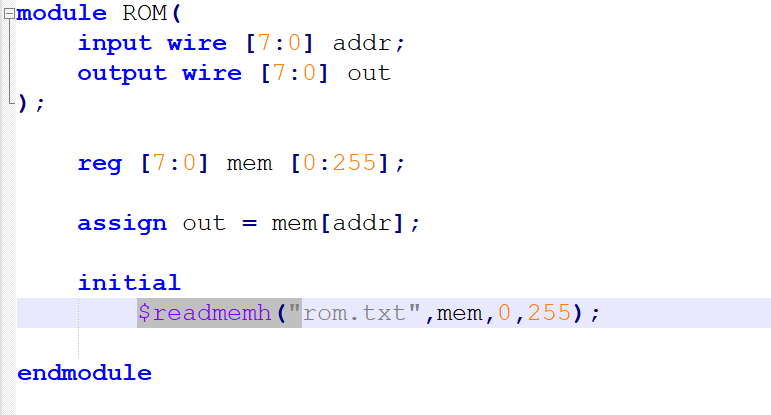 module ROM(
input wire [7:0] addr;
output wire [7:0] out
);
reg [7:0] mem [0:255];
assign out = mem[addr];
initial
$readmemh("rom.txt",mem,0,255);
endmodule